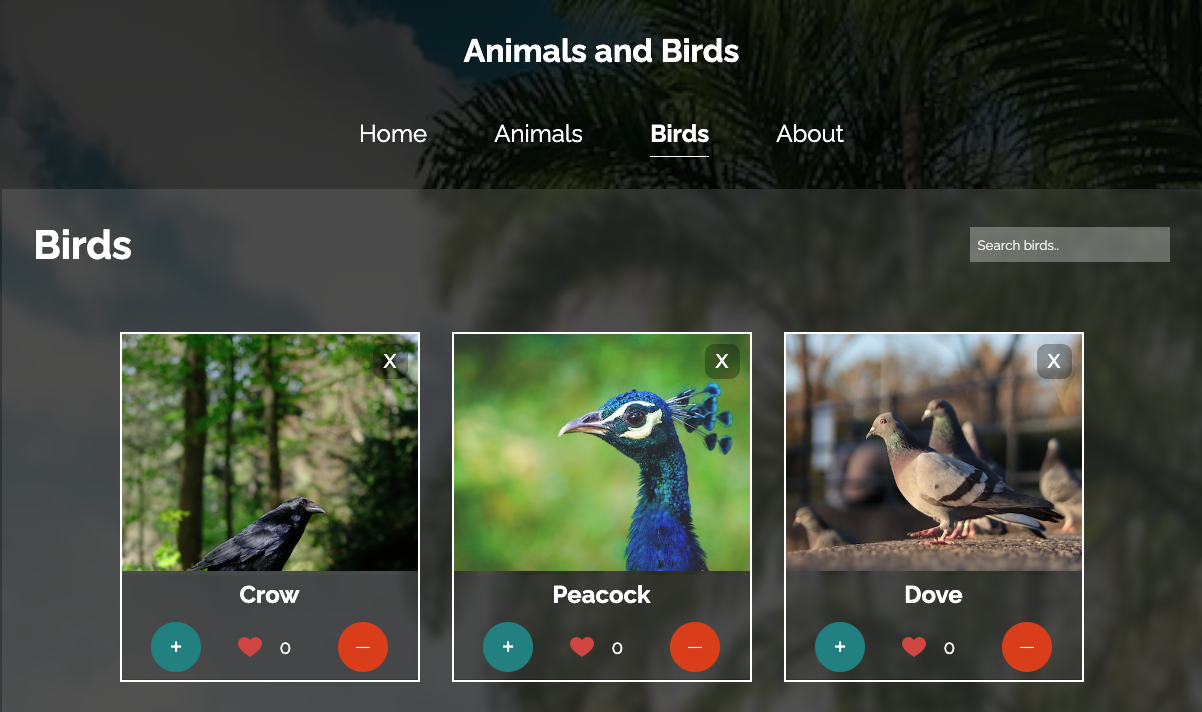 Animals and Birds
Home Animals Birds About
Birds
Search birds..
X X X
Crow Peacock Dove
+ 0 — + 0 — + 0 —